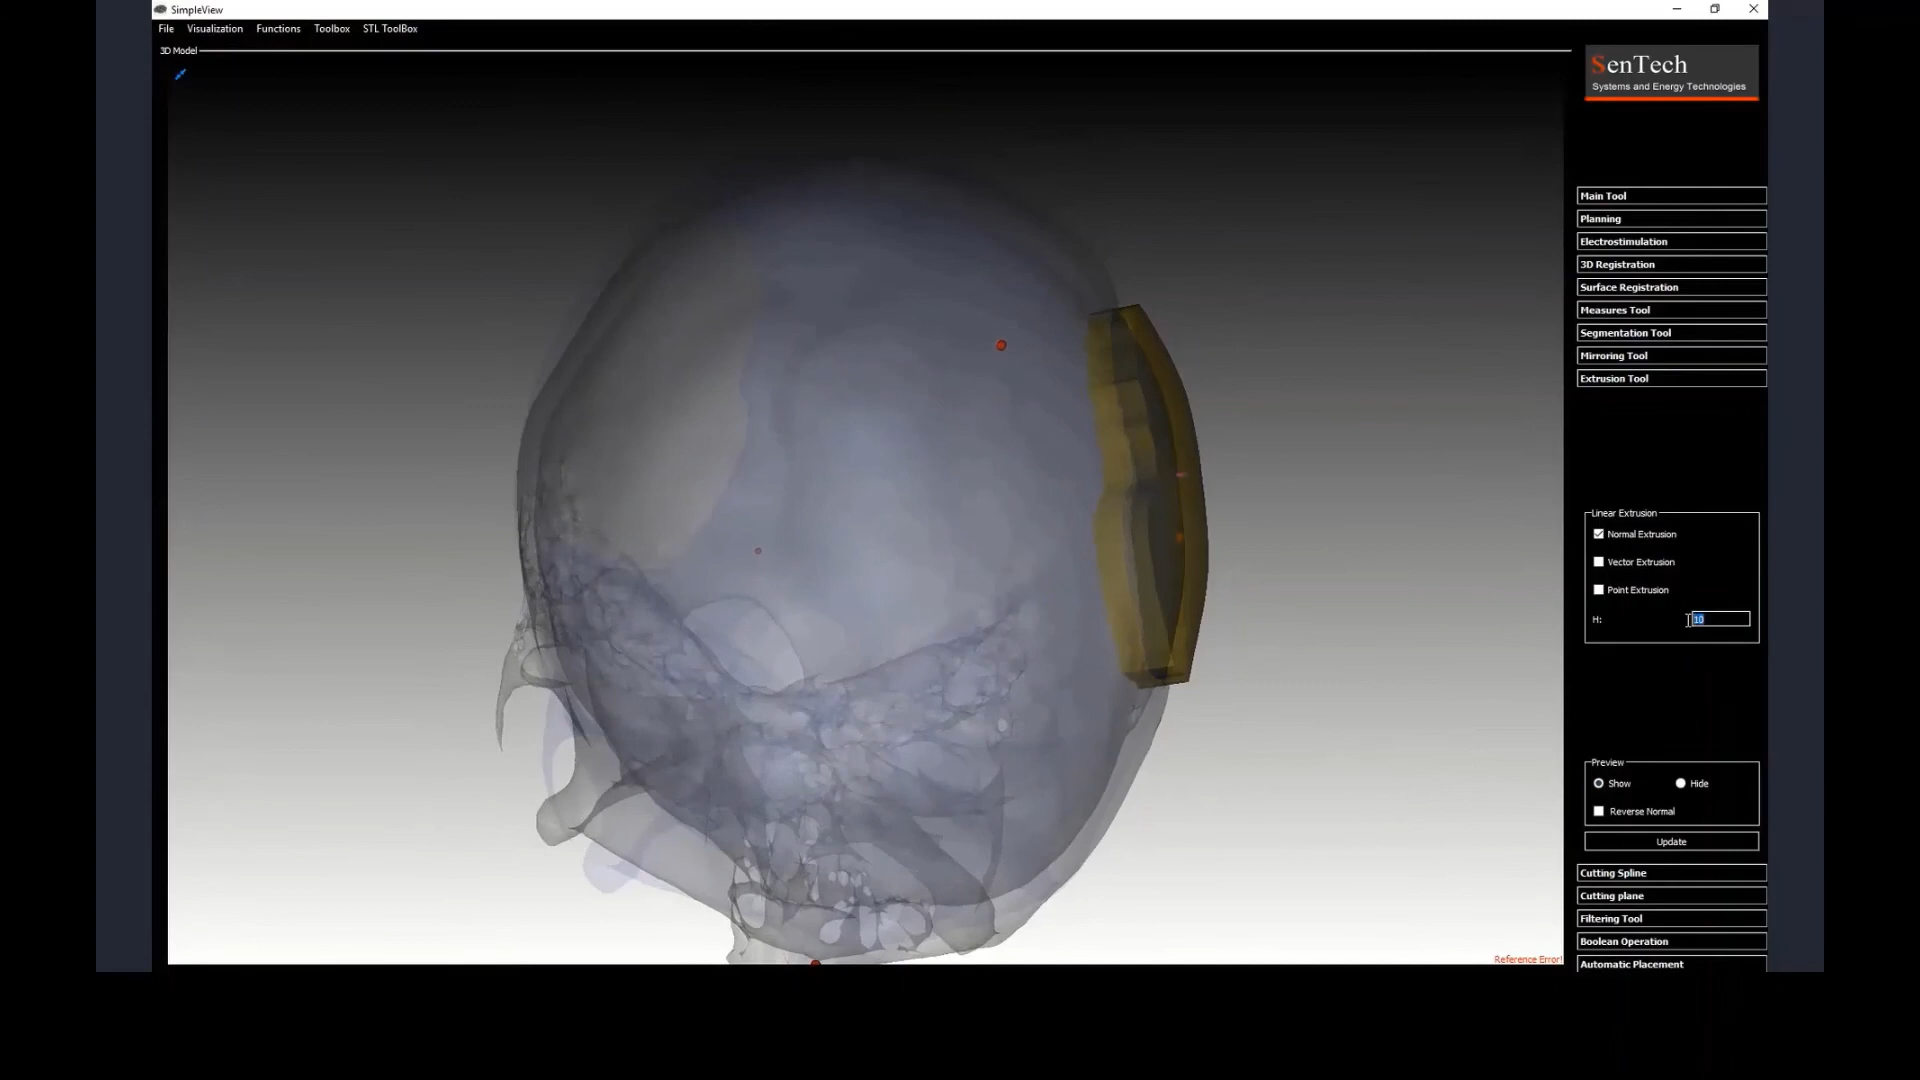 SimpleView
File Visualization Functions Toolbox STL ToolBox
3D Model
SenTech
Systems and Energy Technologies
Main Tool
Planning
Electrostimulation
3D Registration
Surface Registration
Measures Tool
Segmentation Tool
Mirroring Tool
Extrusion Tool
Linear Extrusion
Normal Extrusion
Vector Extrusion
Point Extrusion
H: 10
Preview
Show Hide
Reverse Normal
Update
Cutting Spline
Cutting plane
Filtering Tool
Boolean Operation
Reference Error!
Automatic Placement